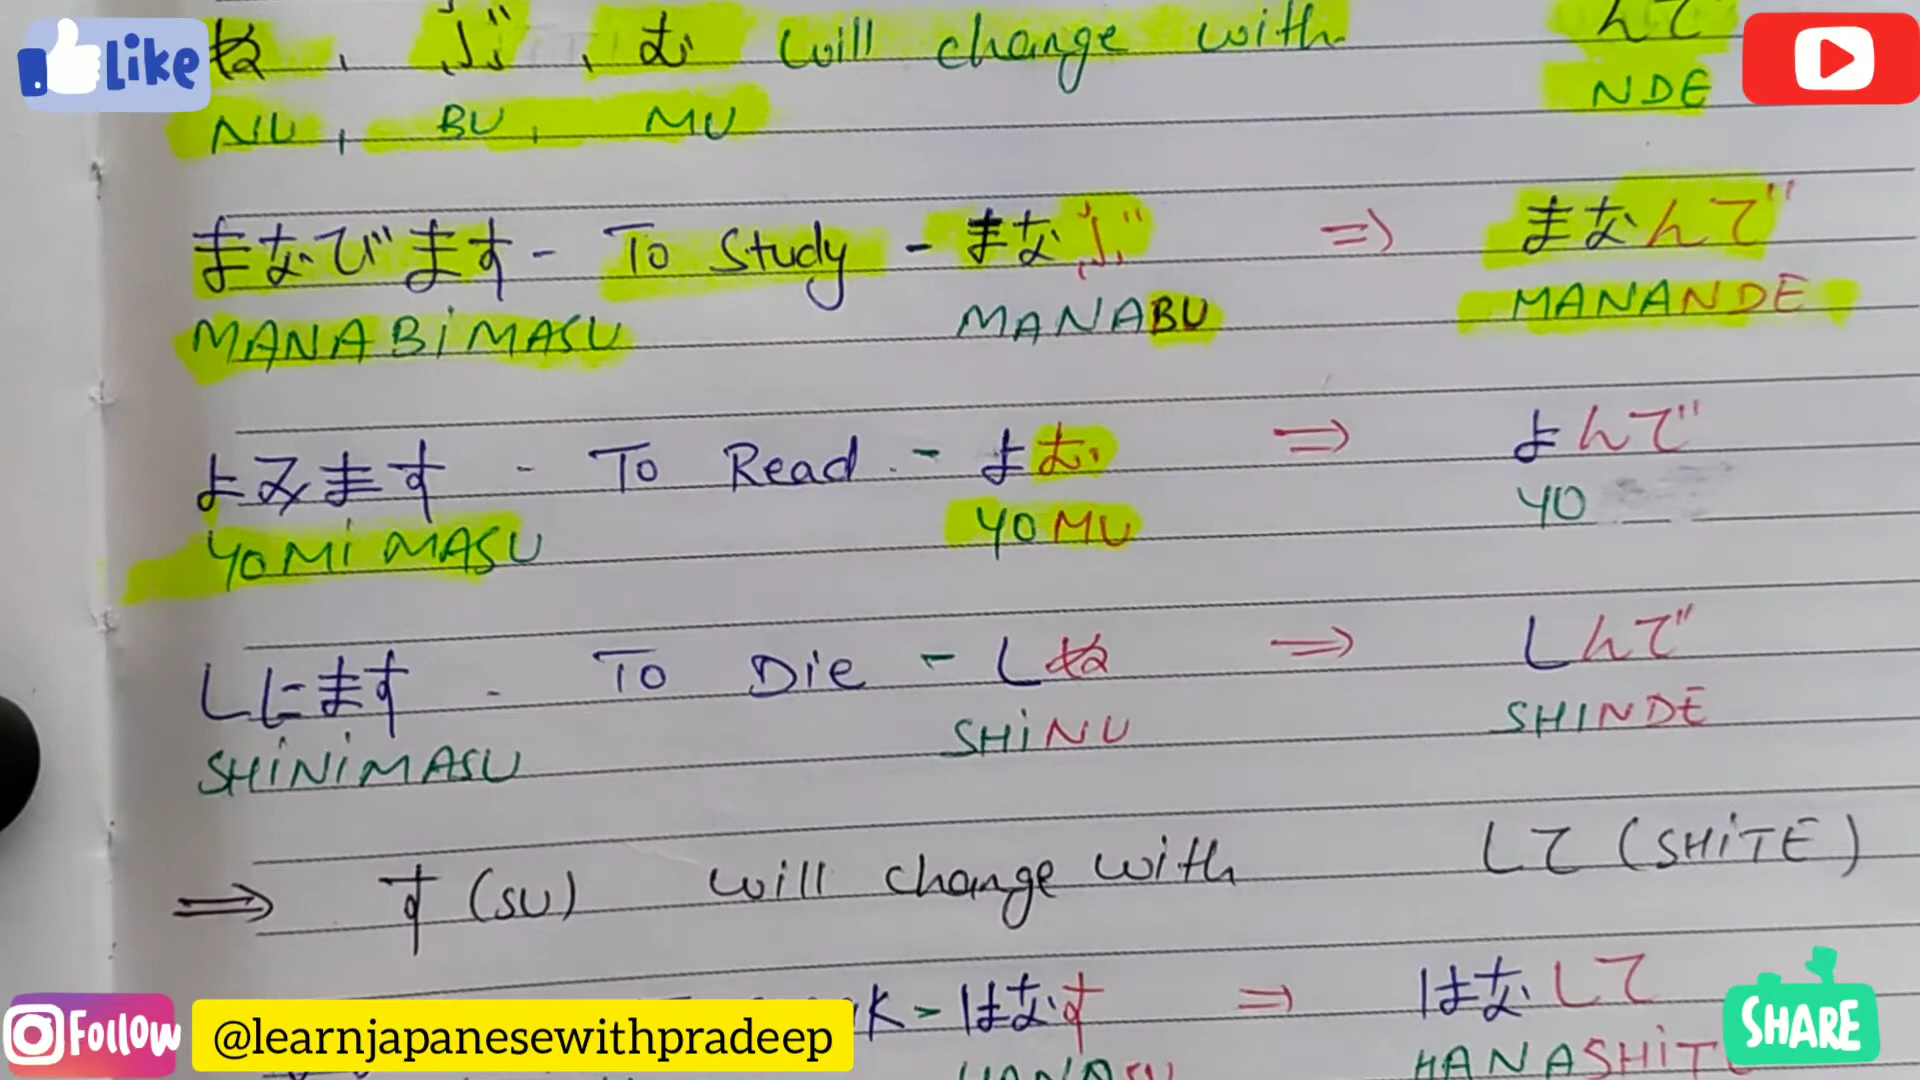 Like
ぬ , ぶ , む will change with んで
NU , BU , MU NDE
まなびます - To Study - まなぶ ⇒ まなんで
MANABIMASU MANABU MANANDE
よみます - To Read - よむ ⇒ よんで
YOMIMASU YOMU YO
しにます - To Die - しぬ ⇒ しんで
SHINIMASU SHINU SHINDE
⇒ す (SU) will change with して (SHITE)
- はなす ⇒ はなして
Follow @learnjapanesewithpradeep SHARE
HANASU